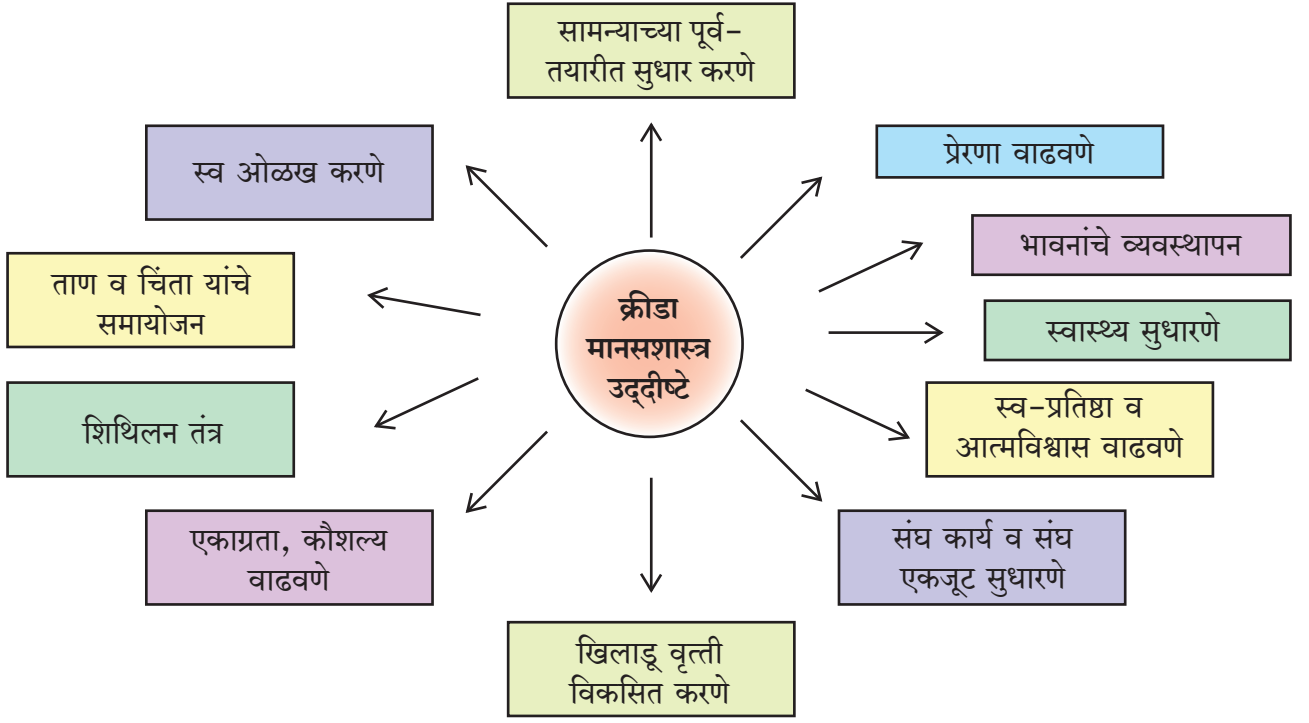 सामन्याच्या पूर्व-
तयारीत सुधार करणे
स्व ओळख करणे
प्रेरणा वाढवणे
भावनांचे व्यवस्थापन
ताण व चिंता यांचे
समायोजन
क्रीडा
मानसशास्त्र
उद्दीष्टे
स्वास्थ्य सुधारणे
शिथिलन तंत्र
स्व-प्रतिष्ठा व
आत्मविश्वास वाढवणे
एकाग्रता, कौशल्य
वाढवणे
संघ कार्य व संघ
एकजूट सुधारणे
खिलाडू वृत्ती
विकसित करणे